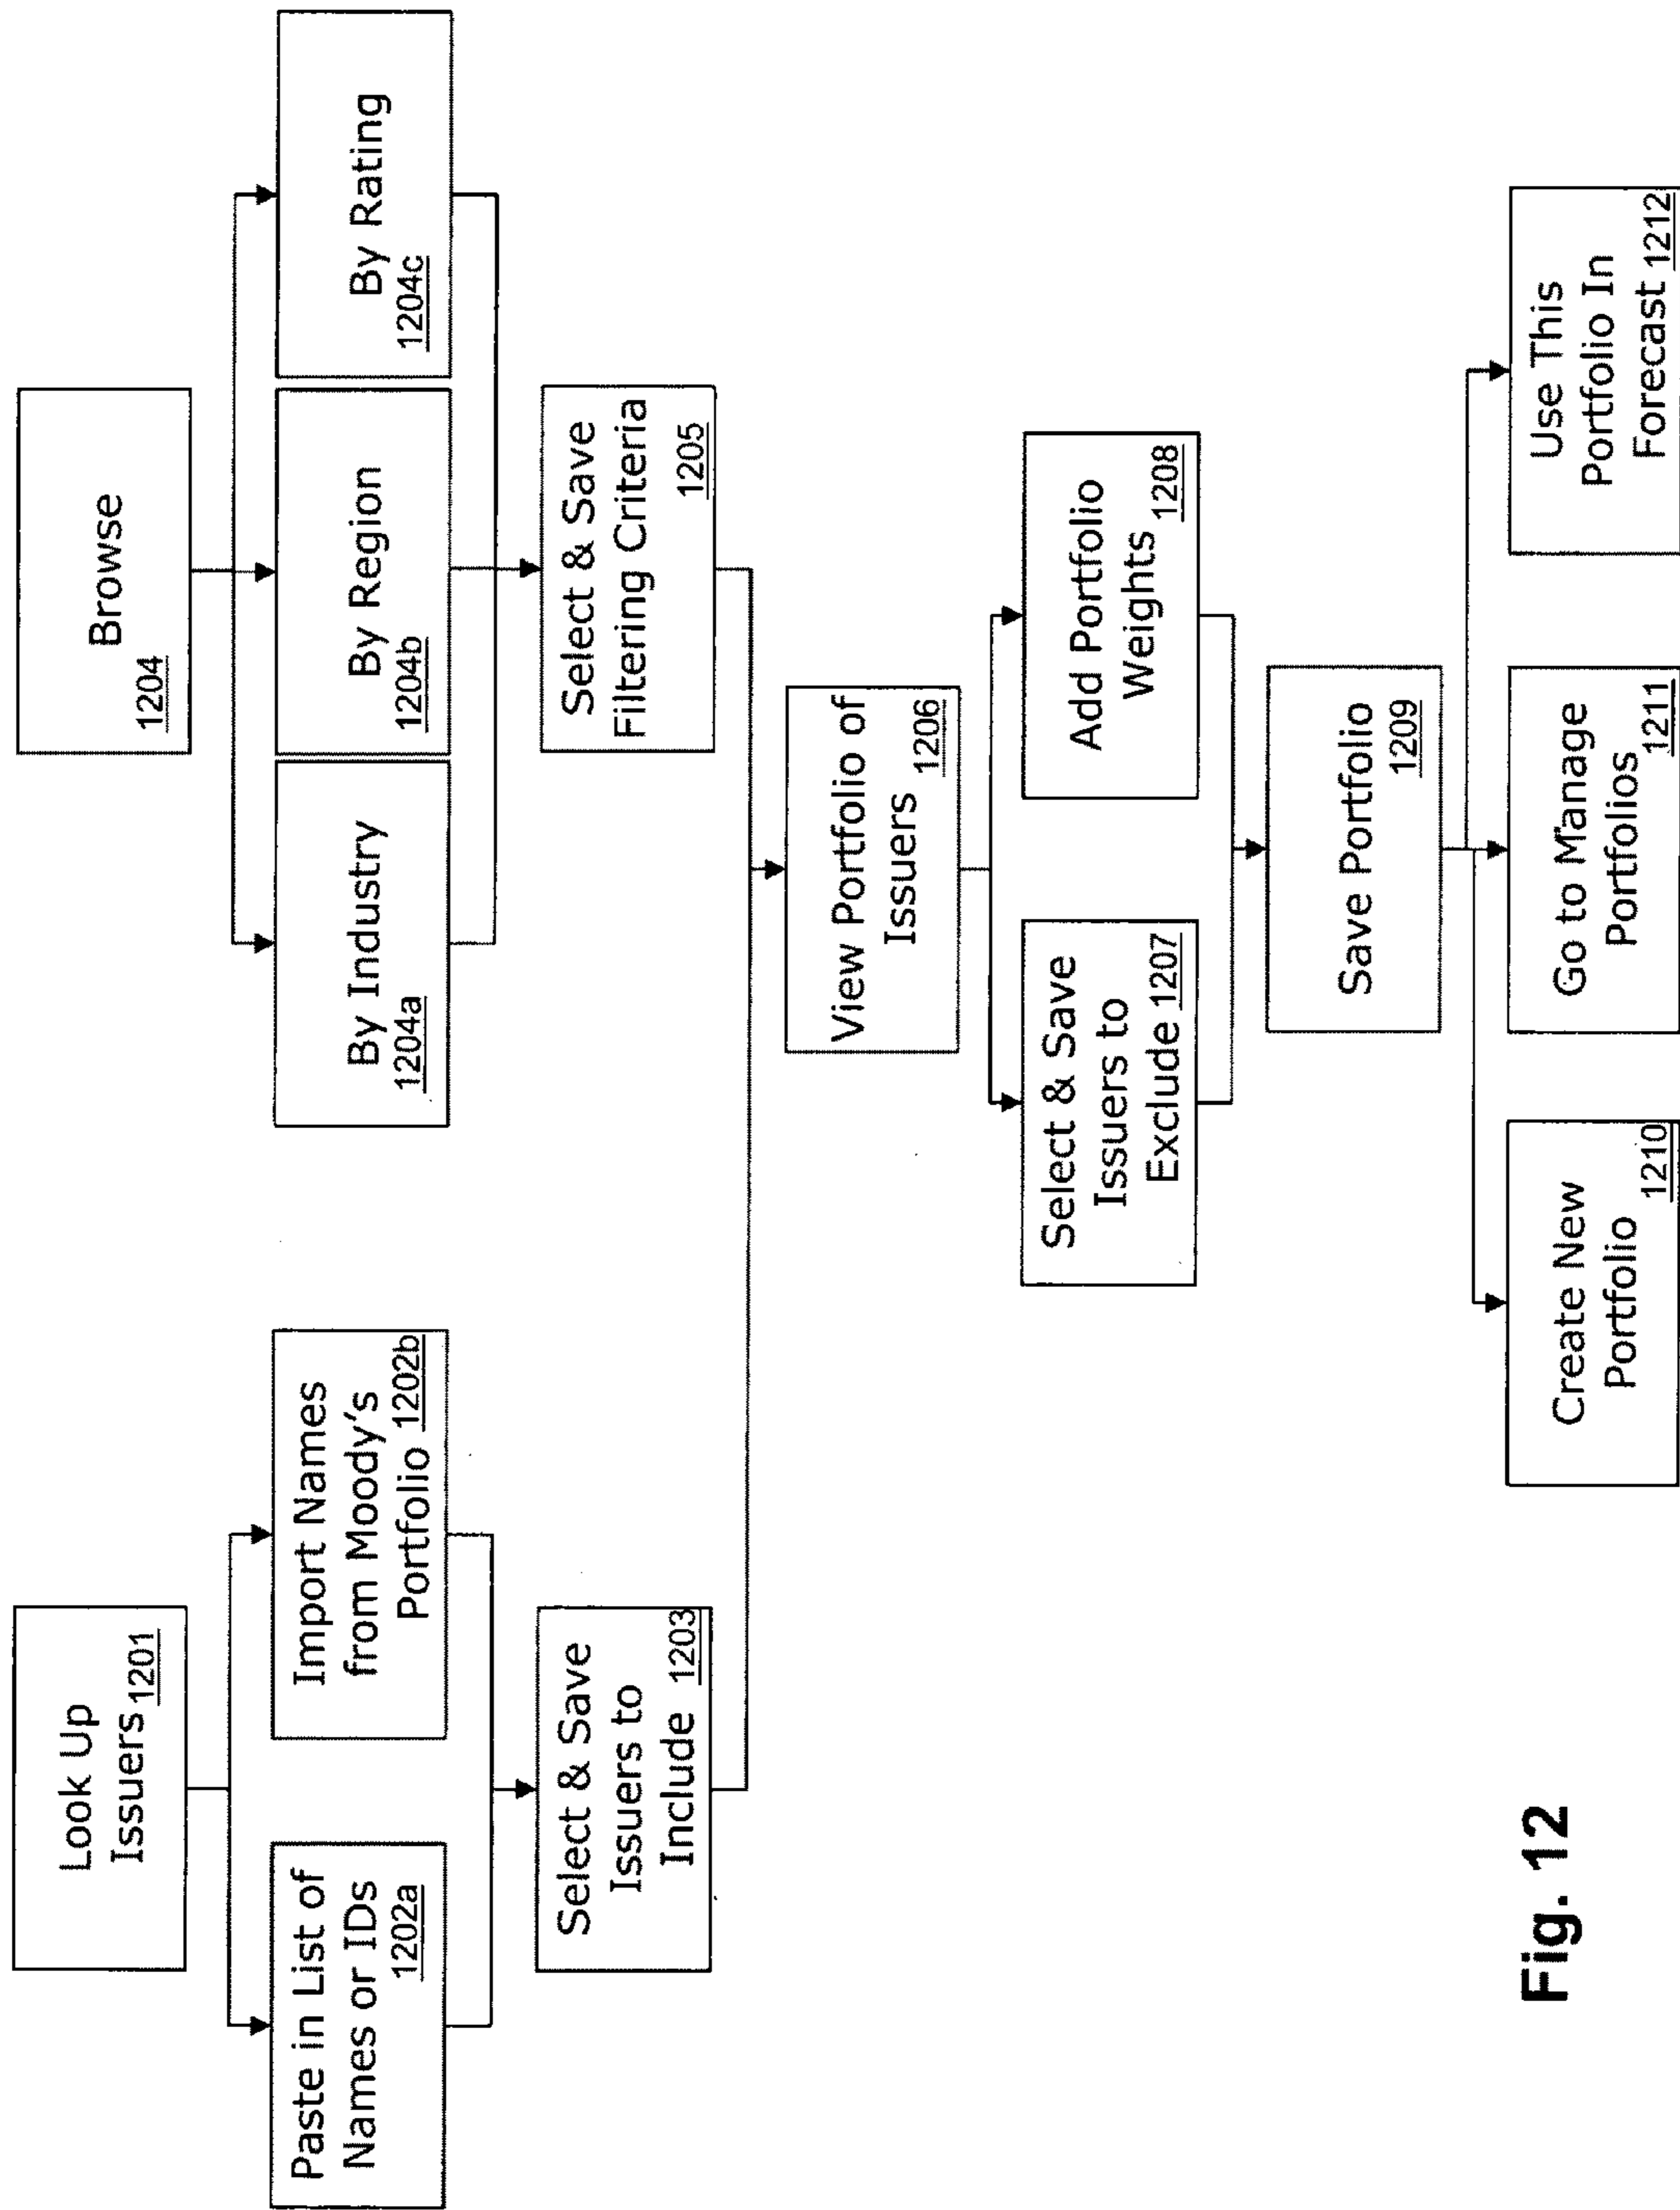 Look Up
Issuers 1201
Paste in List of
Names or IDs
1202a
Import Names
from Moody's
Portfolio 1202b
Select & Save
Issuers to
Include 1203
Browse
1204
By Industry
1204a
By Region
1204b
By Rating
1204c
Select & Save
Filtering Criteria
1205
View Portfolio of
Issuers 1206
Select & Save
Issuers to
Exclude 1207
Add Portfolio
Weights 1208
Save Portfolio
1209
Create New
Portfolio 1210
Go to Manage
Portfolios 1211
Use This
Portfolio In
Forecast 1212
Fig. 12